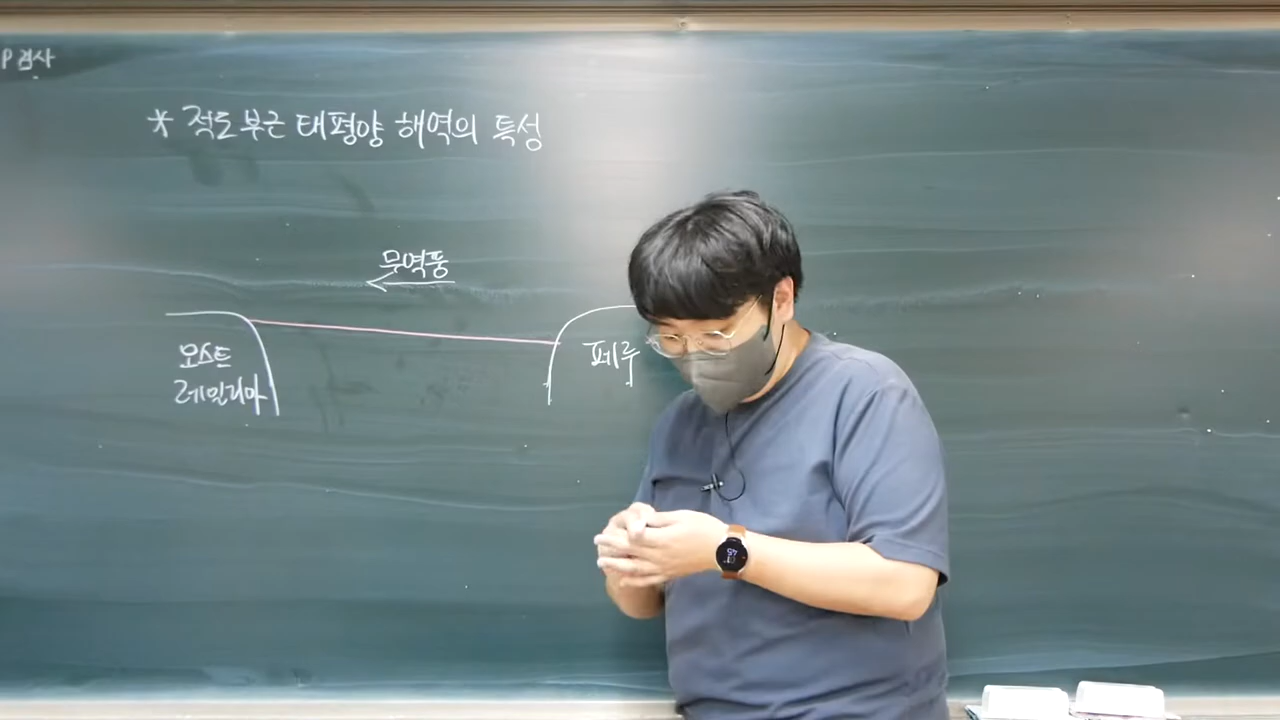 P검사
* 적도 부근 태평양 해역의 특성
무역풍
오스트
레일리아
페루